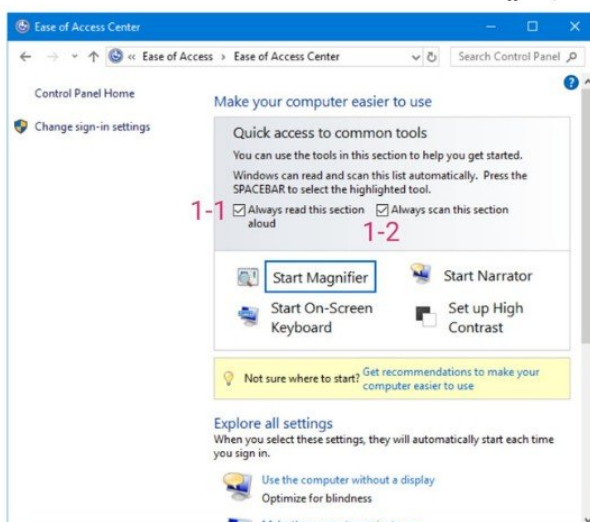 Ease of Access Center
« Ease of Access › Ease of Access Center
Search Control Panel
Control Panel Home
Change sign-in settings
Make your computer easier to use
Quick access to common tools
You can use the tools in this section to help you get started.
Windows can read and scan this list automatically. Press the
SPACEBAR to select the highlighted tool.
1-1
Always read this section
aloud
Always scan this section
1-2
Start Magnifier
Start Narrator
Start On-Screen
Keyboard
Set up High
Contrast
Not sure where to start?
Get recommendations to make your
computer easier to use
Explore all settings
When you select these settings, they will automatically start each time
you sign in.
Use the computer without a display
Optimize for blindness